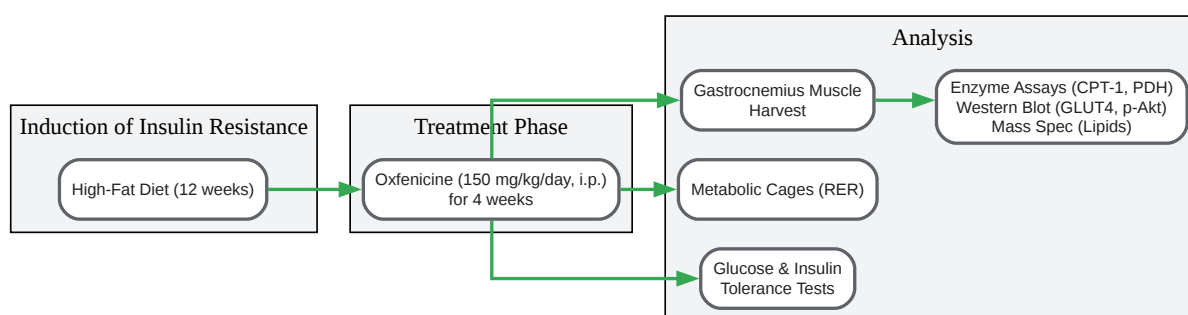 Induction of Insulin Resistance
High-Fat Diet (12 weeks)
Treatment Phase
Oxfenicine (150 mg/kg/day, i.p.)
for 4 weeks
Analysis
Gastrocnemius Muscle
Harvest
Enzyme Assays (CPT-1, PDH)
Western Blot (GLUT4, p-Akt)
Mass Spec (Lipids)
Metabolic Cages (RER)
Glucose & Insulin
Tolerance Tests